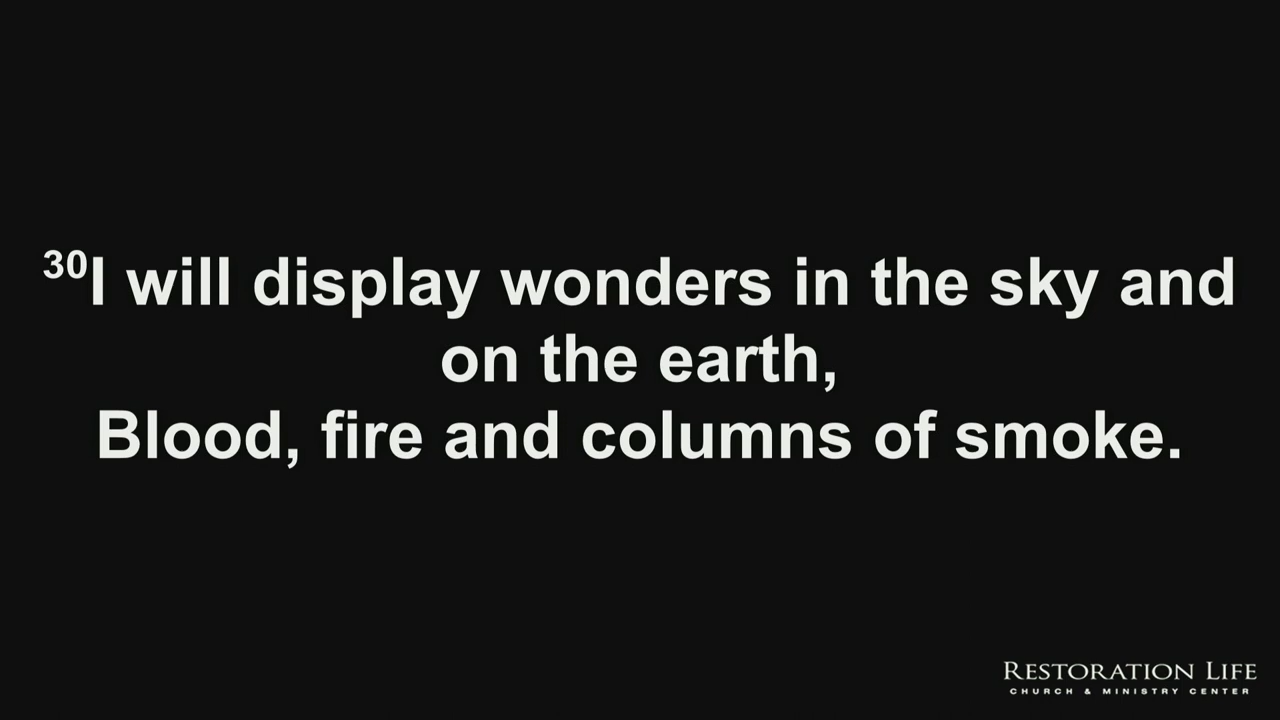 30I will display wonders in the sky and
on the earth,
Blood, fire and columns of smoke.
RESTORATION LIFE
CHURCH & MINISTRY CENTER